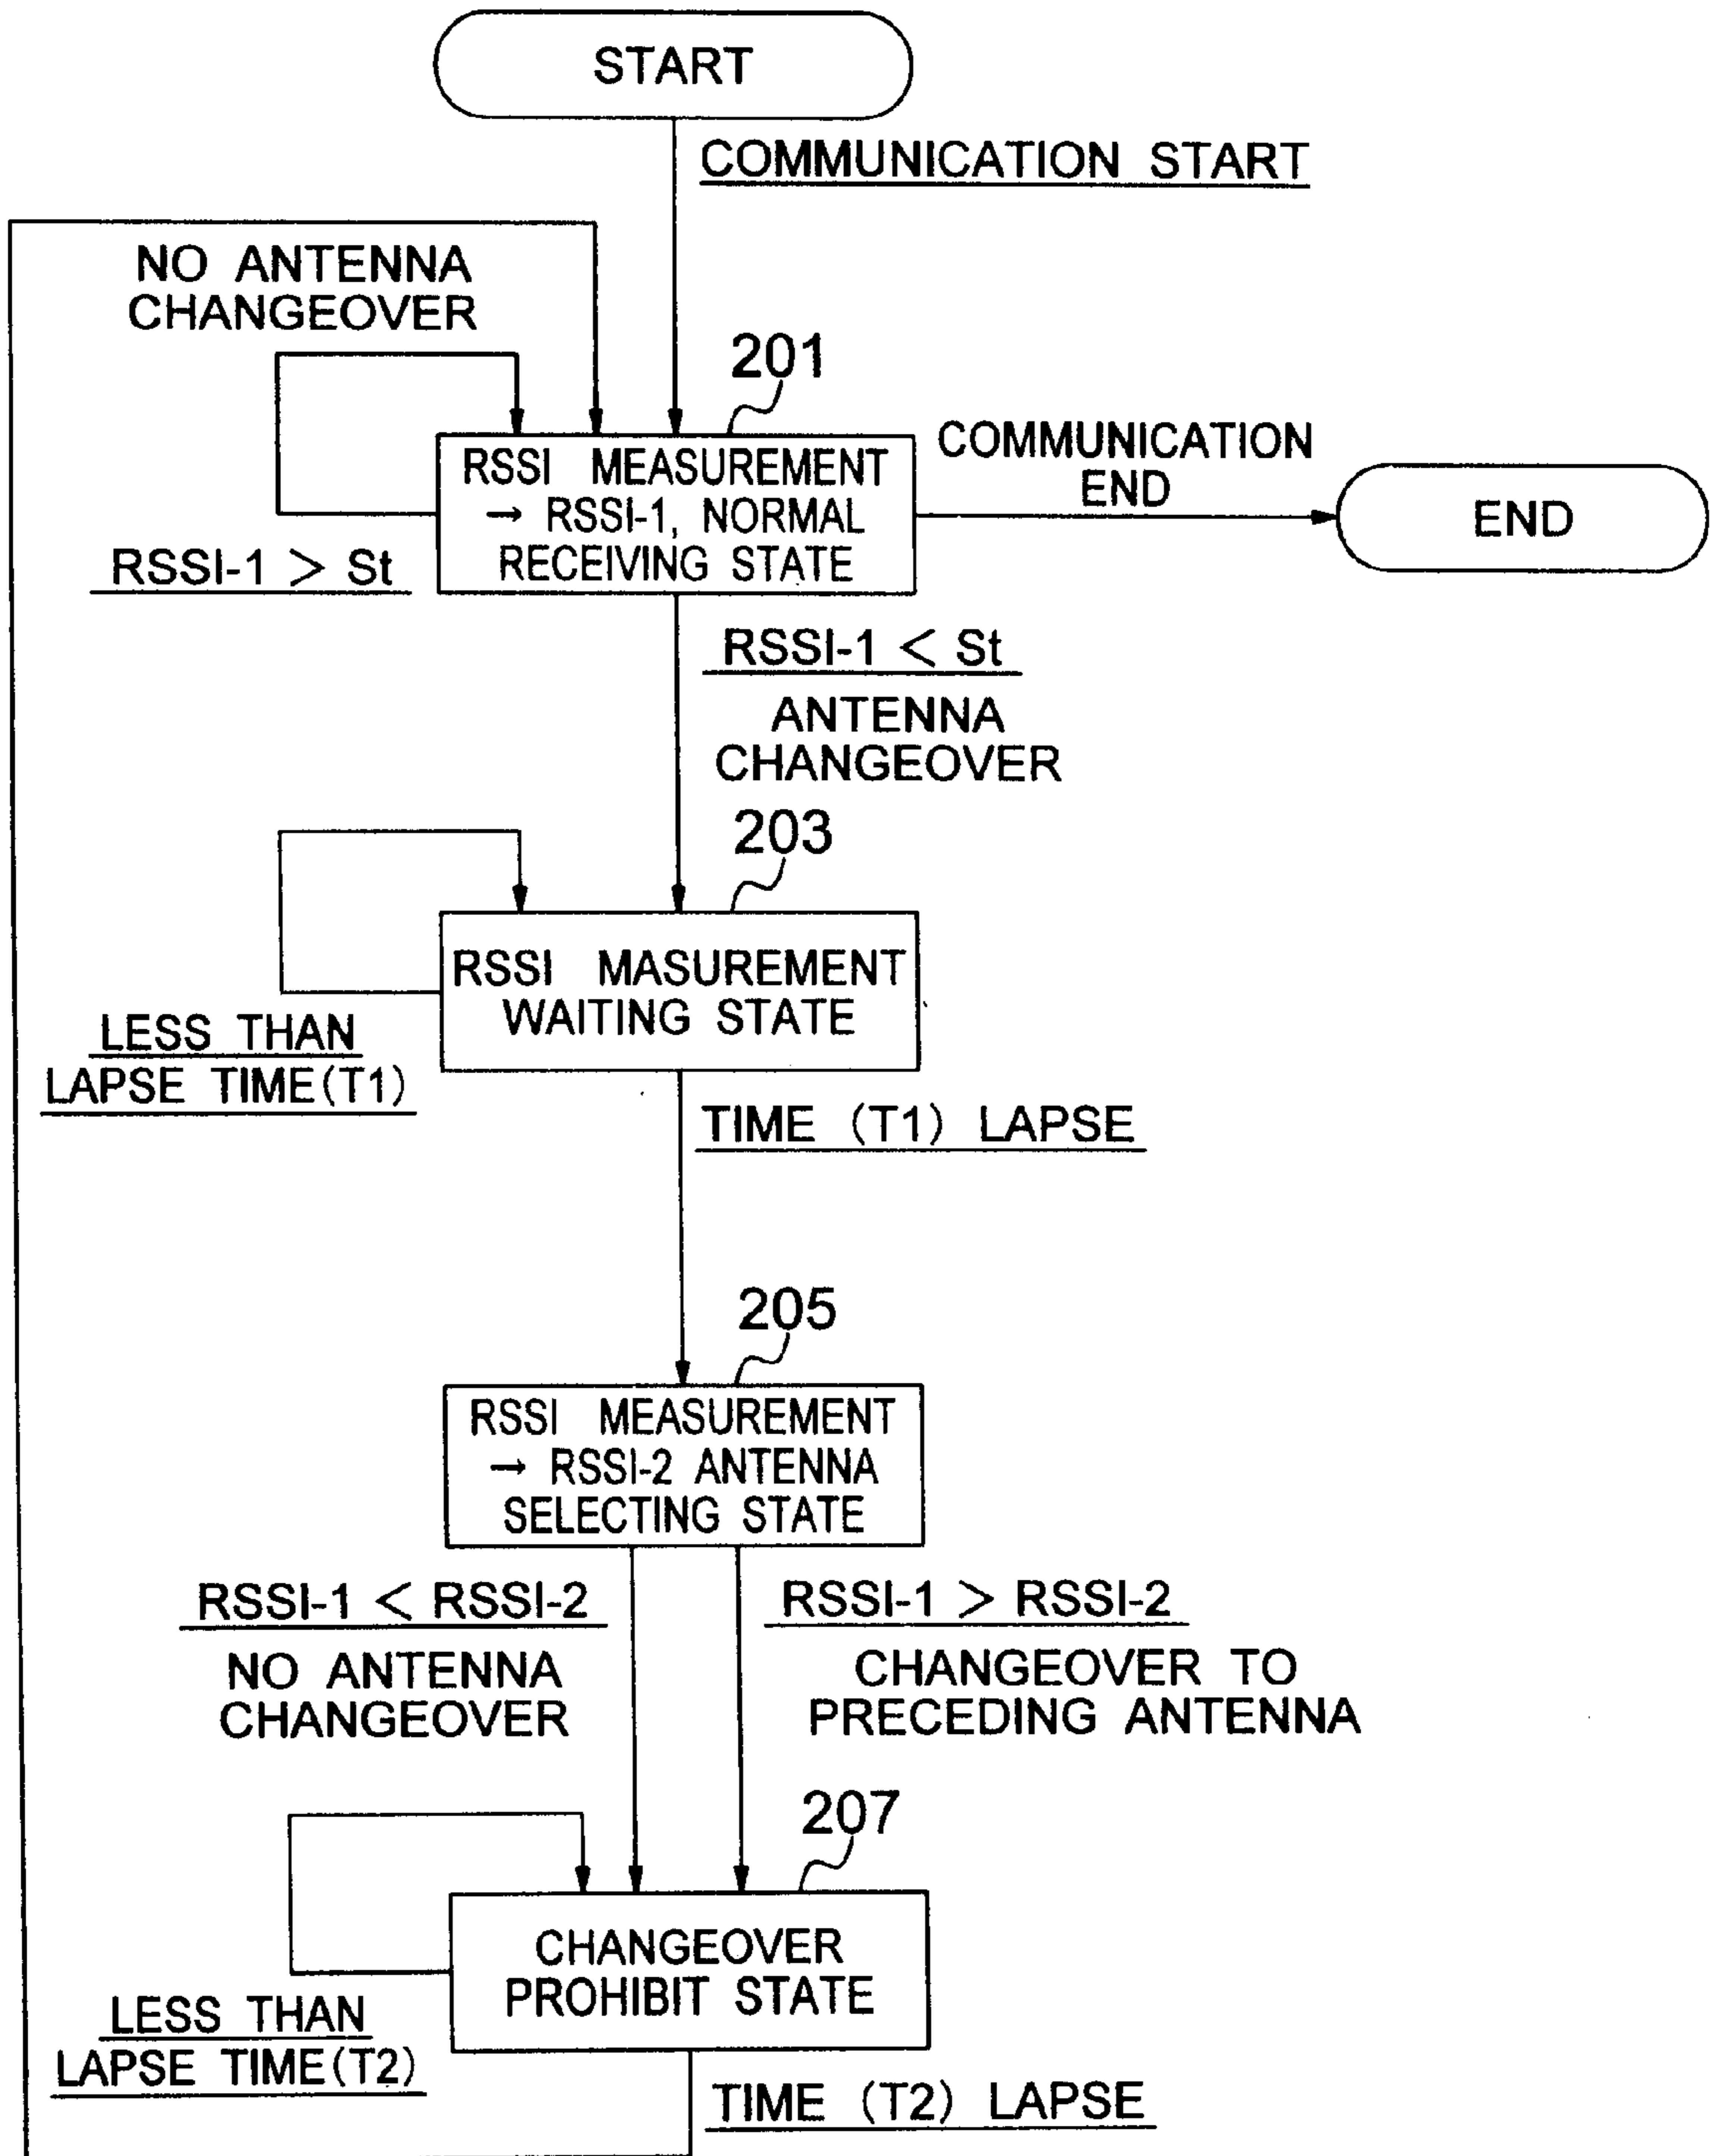 START
COMMUNICATION START
NO ANTENNA
CHANGEOVER
201
RSSI MEASUREMENT
→ RSSI-1, NORMAL
RECEIVING STATE
COMMUNICATION
END
END
RSSI-1 > St
RSSI-1 < St
ANTENNA
CHANGEOVER
203
RSSI MASUREMENT
WAITING STATE
LESS THAN
LAPSE TIME(T1)
TIME (T1) LAPSE
205
RSSI MEASUREMENT
→ RSSI-2 ANTENNA
SELECTING STATE
RSSI-1 < RSSI-2
NO ANTENNA
CHANGEOVER
RSSI-1 > RSSI-2
CHANGEOVER TO
PRECEDING ANTENNA
207
CHANGEOVER
PROHIBIT STATE
LESS THAN
LAPSE TIME(T2)
TIME (T2) LAPSE